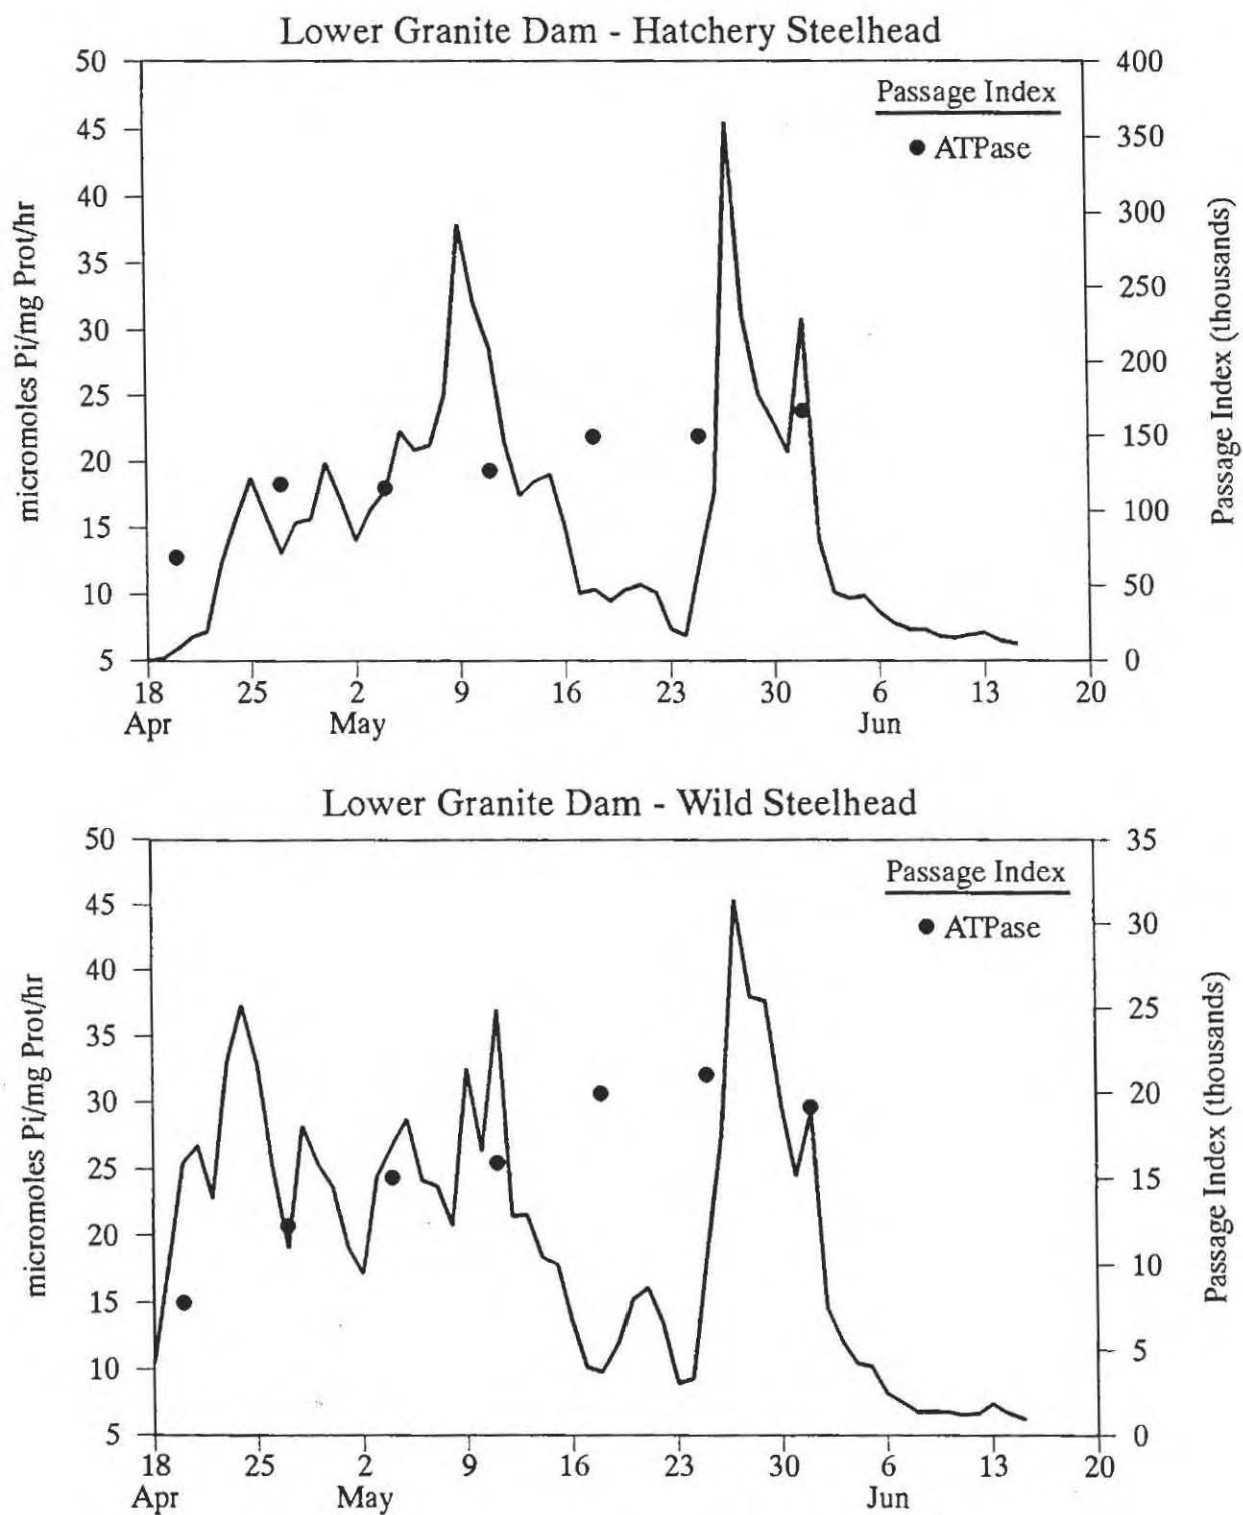 Lower Granite Dam - Hatchery Steelhead
50
45
40
35
30
25
20
15
10
5
micromoles Pi/mg Prot/hr
400
350
300
250
200
150
100
50
0
Passage Index (thousands)
Passage Index
ATPase
18 25 2 9 16 23 30 6 13 20
Apr May Jun
Lower Granite Dam - Wild Steelhead
50
45
40
35
30
25
20
15
10
5
micromoles Pi/mg Prot/hr
35
30
25
20
15
10
5
0
Passage Index (thousands)
Passage Index
ATPase
18 25 2 9 16 23 30 6 13 20
Apr May Jun